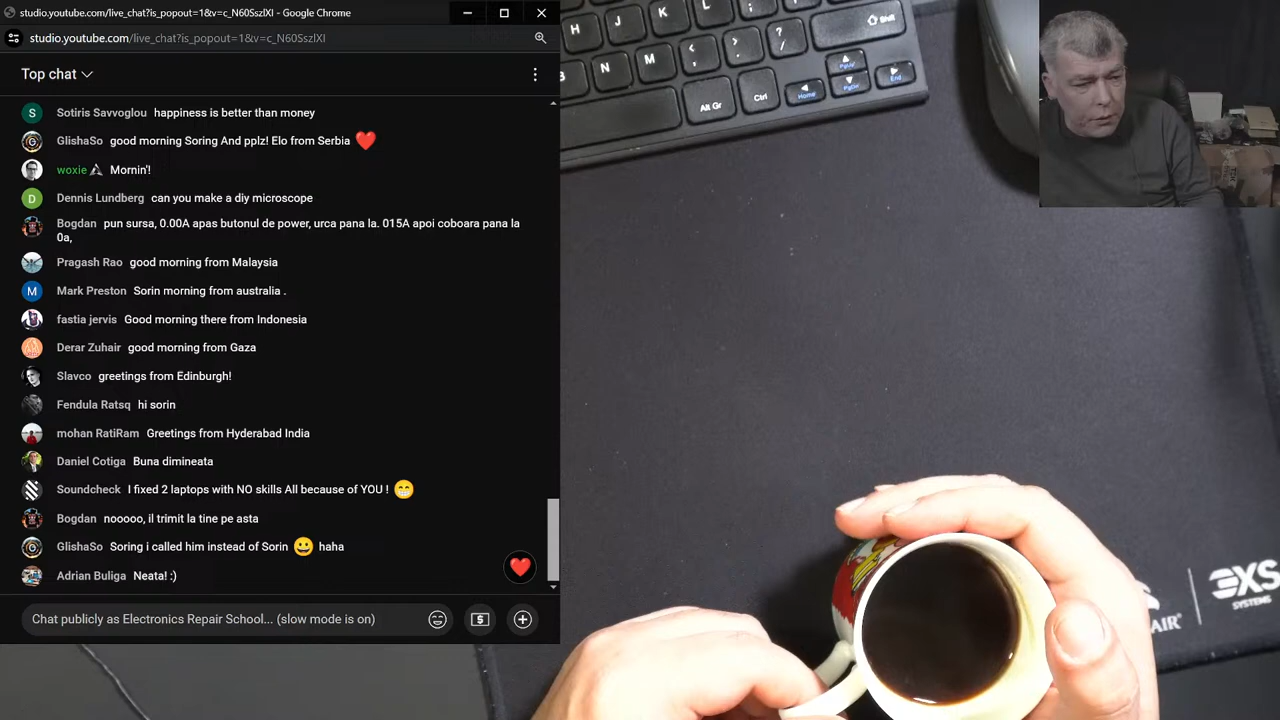 studio.youtube.com/live_chat?is_popout=1&v=c_N60SszlXI - Google Chrome
studio.youtube.com/live_chat?is_popout=1&v=c_N60SszlXI
Top chat
S Sotiris Savvoglou happiness is better than money
GlishaSo good morning Soring And pplz! Elo from Serbia ❤️
woxie Mornin'!
D Dennis Lundberg can you make a diy microscope
Bogdan pun sursa, 0.00A apas butonul de power, urca pana la. 015A apoi coboara pana la
0a,
Pragash Rao good morning from Malaysia
M Mark Preston Sorin morning from australia .
fastia jervis Good morning there from Indonesia
Derar Zuhair good morning from Gaza
Slavco greetings from Edinburgh!
Fendula Ratsq hi sorin
mohan RatiRam Greetings from Hyderabad India
Daniel Cotiga Buna dimineata
Soundcheck I fixed 2 laptops with NO skills All because of YOU ! 😁
Bogdan nooooo, il trimit la tine pe asta
GlishaSo Soring i called him instead of Sorin 😀 haha
Adrian Buliga Neata! :)
Chat publicly as Electronics Repair School... (slow mode is on)
H J K L ; Shift
B N M < , > . ? /
Alt Gr Ctrl Home PgUp PgDn End
AIR
3XS
SYSTEMS